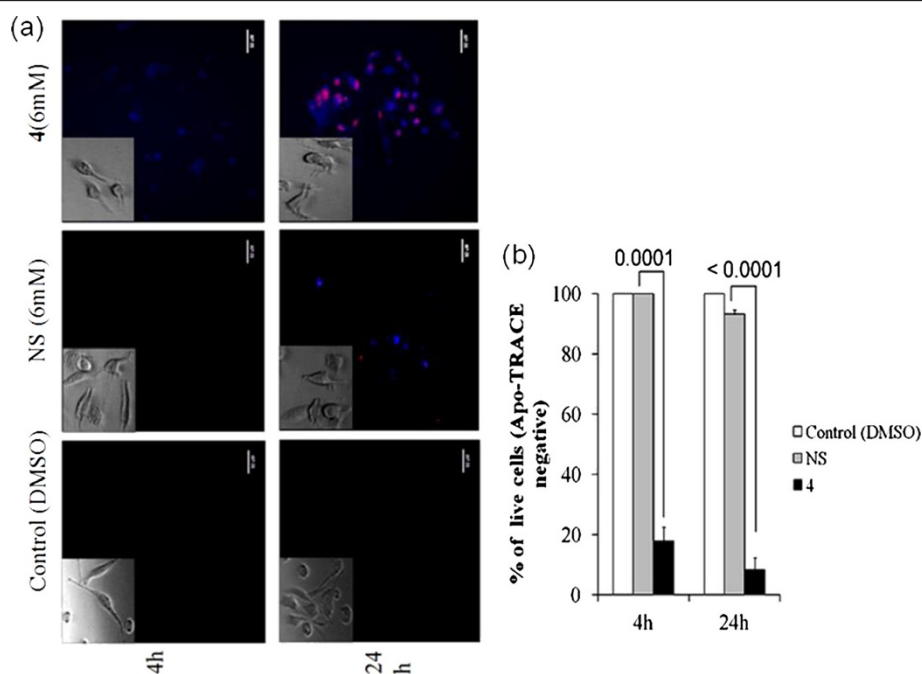 (a)
4(6mM)
NS (6mM)
Control (DMSO)
4h
24
h
(b)
0.0001
< 0.0001
% of live cells (Apo-TRACE
negative)
100
80
60
40
20
0
4h
24h
Control (DMSO)
NS
4